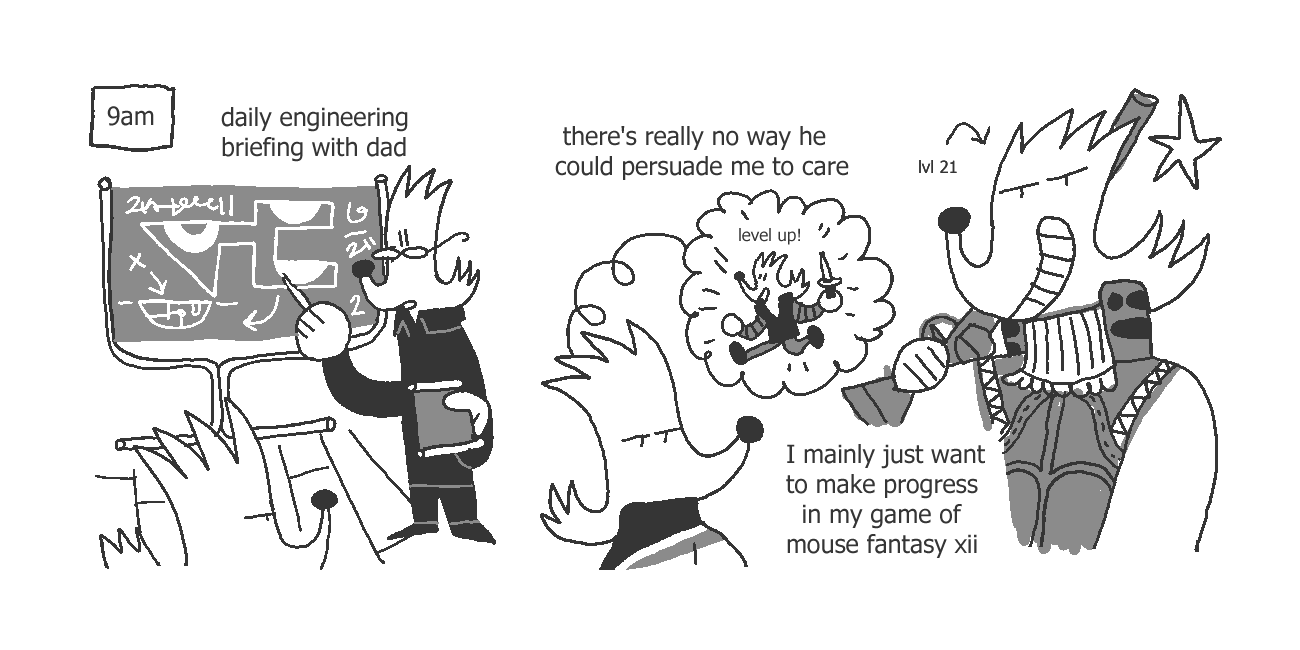 9am
daily engineering
briefing with dad
there's really no way he
could persuade me to care
level up!
lvl 21
I mainly just want
to make progress
in my game of
mouse fantasy xii